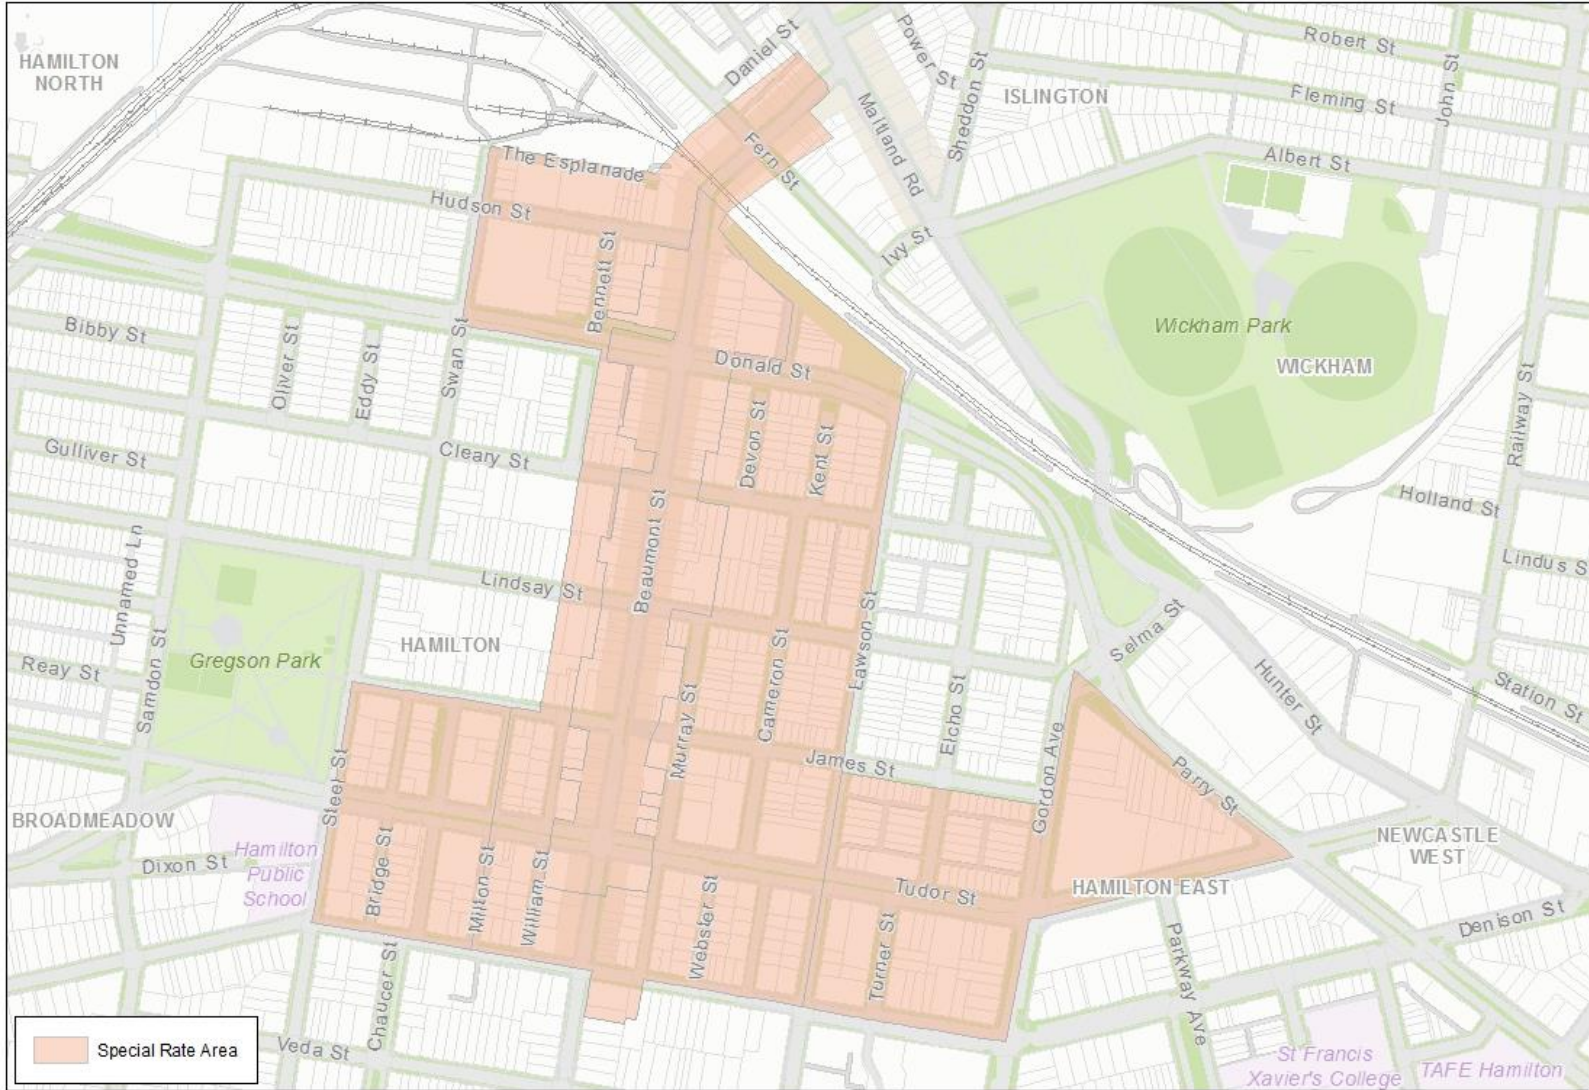 HAMILTON
NORTH
Daniel St
Power St
Sheddon St
ISLINGTON
Robert St
John St
Fleming St
Maitland Rd
Fern St
Albert St
The Esplanade
Hudson St
Ivy St
Bennett St
Bibby St
Oliver St
Eddy St
Swan St
Donald St
Wickham Park
WICKHAM
Railway St
Gulliver St
Cleary St
Devon St
Kent St
Holland St
Unnamed Ln
Lindsay St
Beaumont St
Lindus S
Selma St
HAMILTON
Gregson Park
Reay St
Samdon St
Murray St
Cameron St
Lawson St
Elcho St
Hunter St
Station St
Steel St
James St
Gordon Ave
Parry St
BROADMEADOW
Dixon St
Hamilton
Public
School
Bridge St
Milton St
William St
Webster St
Tudor St
Turner St
HAMILTON EAST
NEWCASTLE
WEST
Denison St
Parkway Ave
Chaucer St
Veda St
Special Rate Area
St Francis
Xavier's College
TAFE Hamilton